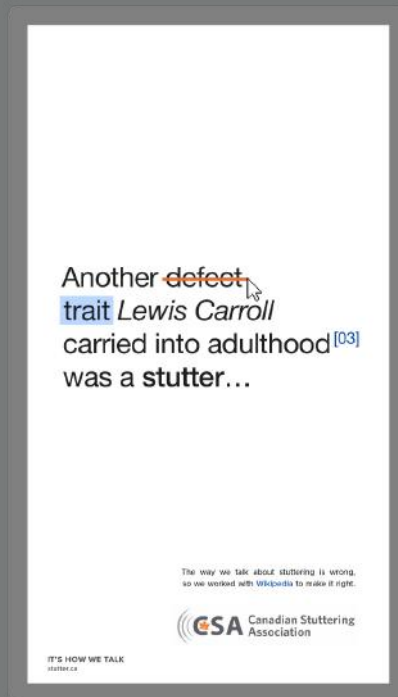 Another defect
trait Lewis Carroll
carried into adulthood [03]
was a stutter...
The way we talk about stuttering is wrong,
so we worked with Wikipedia to make it right.
CSA Canadian Stuttering
Association
IT'S HOW WE TALK
stutter.ca